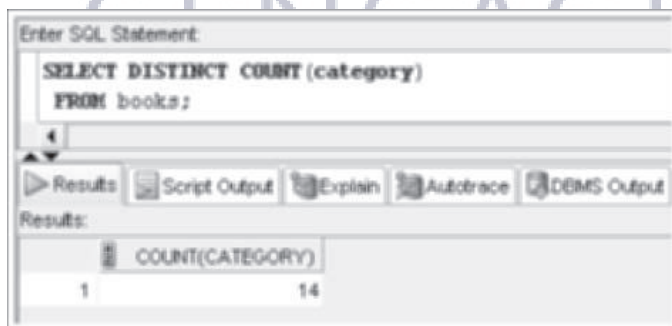 Enter SQL Statement:
SELECT DISTINCT COUNT(category)
FROM books;
Results Script Output Explain Autotrace DBMS Output
Results:
COUNT(CATEGORY)
1 14